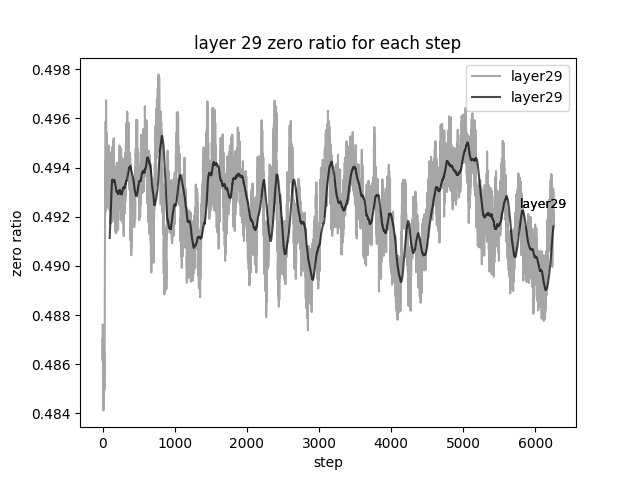 layer 29 zero ratio for each step
zero ratio
0.498
0.496
0.494
0.492
0.490
0.488
0.486
0.484
layer29
layer29
layer29
0
1000
2000
3000
4000
5000
6000
step